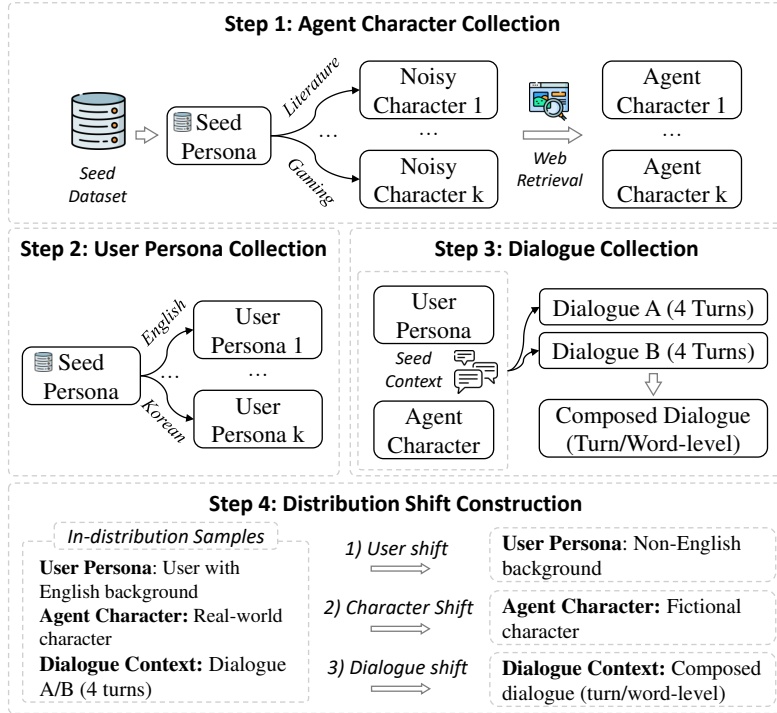 Step 1: Agent Character Collection
Seed
Dataset
Seed
Persona
Literature
...
Gaming
Noisy
Character 1
...
Noisy
Character k
Web
Retrieval
Agent
Character 1
...
Agent
Character k
Step 2: User Persona Collection
Seed
Persona
English
...
Korean
User
Persona 1
...
User
Persona k
Step 3: Dialogue Collection
User
Persona
Seed
Context
Agent
Character
Dialogue A (4 Turns)
Dialogue B (4 Turns)
Composed Dialogue
(Turn/Word-level)
Step 4: Distribution Shift Construction
In-distribution Samples
User Persona: User with
English background
Agent Character: Real-world
character
Dialogue Context: Dialogue
A/B (4 turns)
1) User shift
User Persona: Non-English
background
2) Character Shift
Agent Character: Fictional
character
3) Dialogue shift
Dialogue Context: Composed
dialogue (turn/word-level)